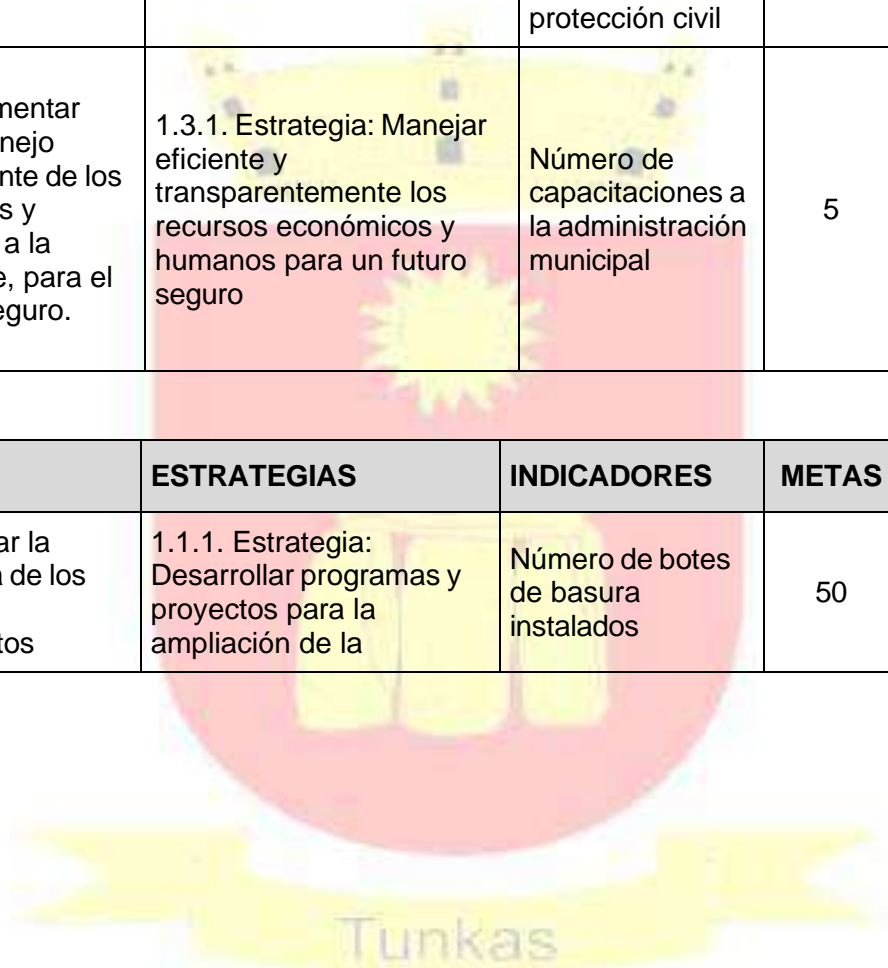 protección civil
mentar
nejo
nte de los
s y
a la
e, para el
eguro.
1.3.1. Estrategia: Manejar
eficiente y
transparentemente los
recursos económicos y
humanos para un futuro
seguro
Número de
capacitaciones a
la administración
municipal
5
ESTRATEGIAS
INDICADORES
METAS
ar la
a de los
tos
1.1.1. Estrategia:
Desarrollar programas y
proyectos para la
ampliación de la
Número de botes
de basura
instalados
50
Tunkas